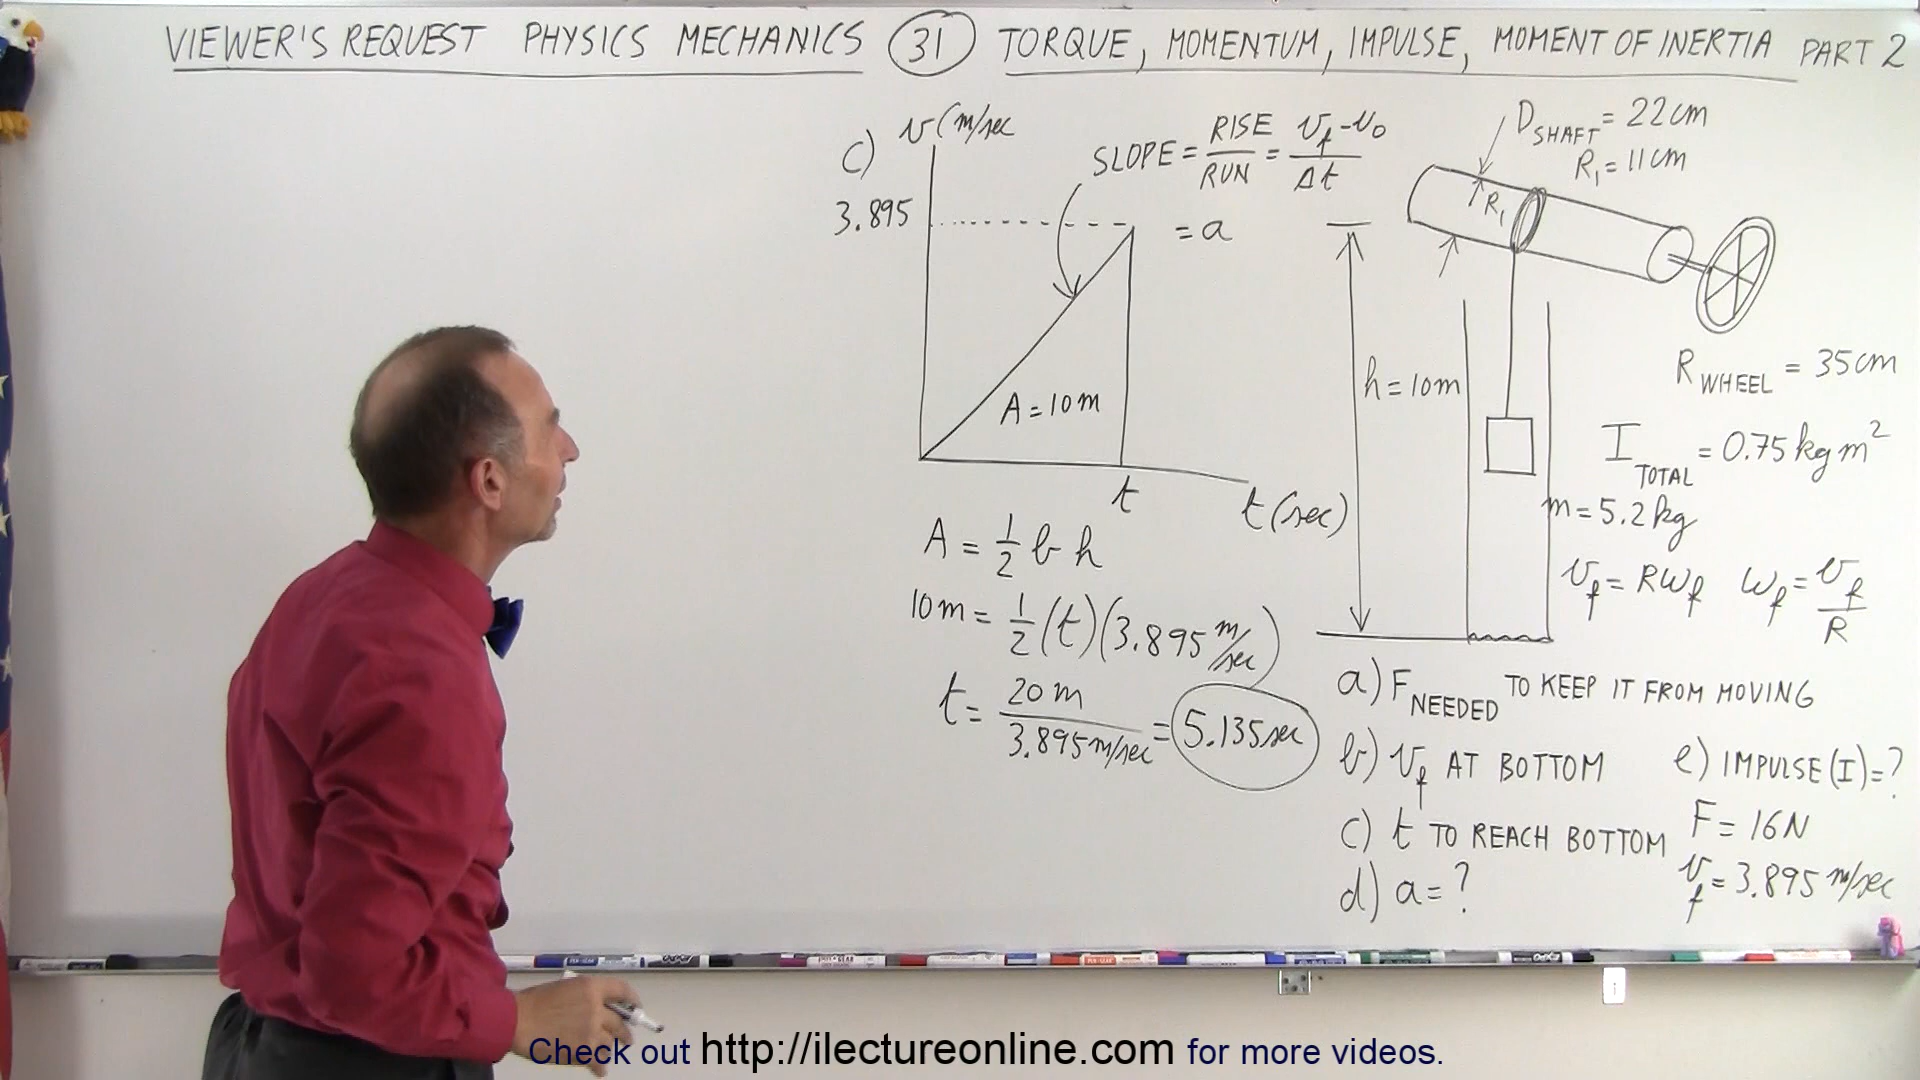 VIEWER'S REQUEST PHYSICS MECHANICS 31 TORQUE, MOMENTUM, IMPULSE, MOMENT OF INERTIA PART 2
c) v (m/sec
3.895
SLOPE = RISE/RUN = (v_f - v_0)/Δt
= a
A = 10m
t
t (sec)
A = 1/2 b h
10m = 1/2 (t)(3.895 m/sec)
t = 20m / 3.895 m/sec = 5.135 sec
D_SHAFT = 22cm
R₁ = 11cm
R₁
h = 10m
R_WHEEL = 35cm
I_TOTAL = 0.75 kg m²
m = 5.2 kg
v_f = Rω_f ω_f = v_f/R
a) F_NEEDED TO KEEP IT FROM MOVING
b) v_f AT BOTTOM
c) t TO REACH BOTTOM
d) a = ?
e) IMPULSE (I) = ?
F = 16N
v_f = 3.895 m/sec
Check out http://ilectureonline.com for more videos.